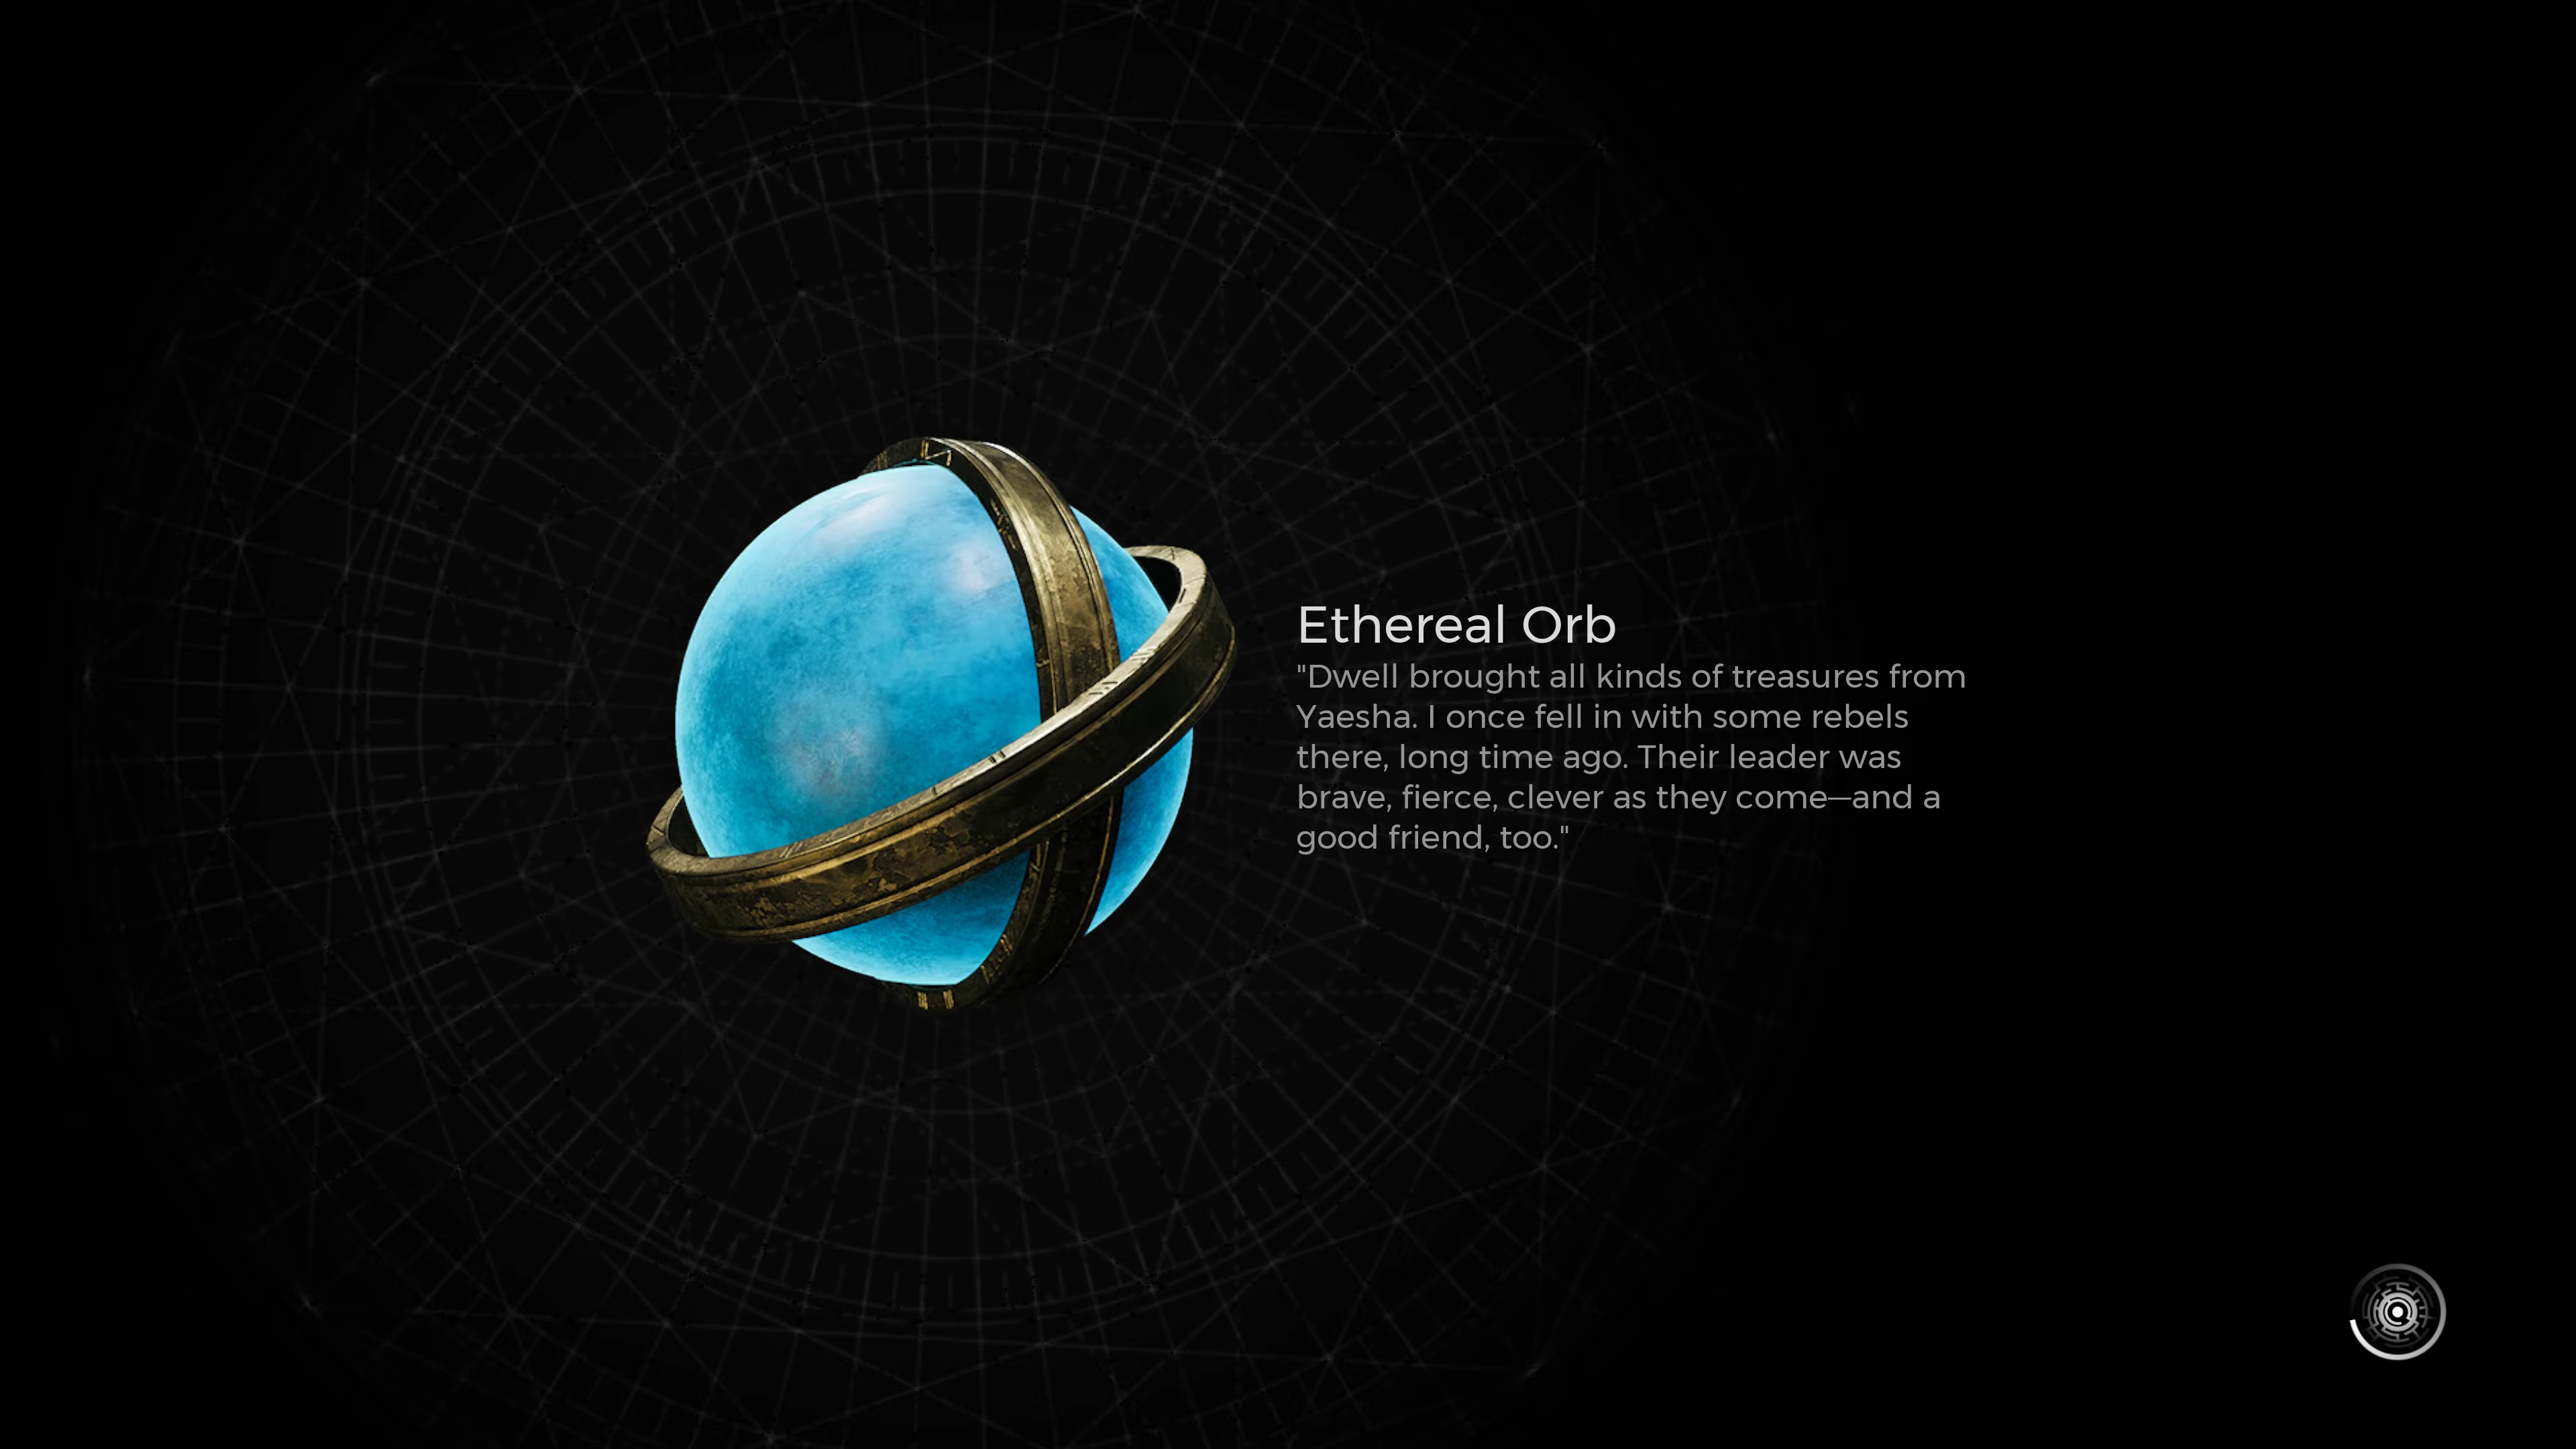 Ethereal Orb
"Dwell brought all kinds of treasures from
Yaesha. I once fell in with some rebels
there, long time ago. Their leader was
brave, fierce, clever as they come—and a
good friend, too."